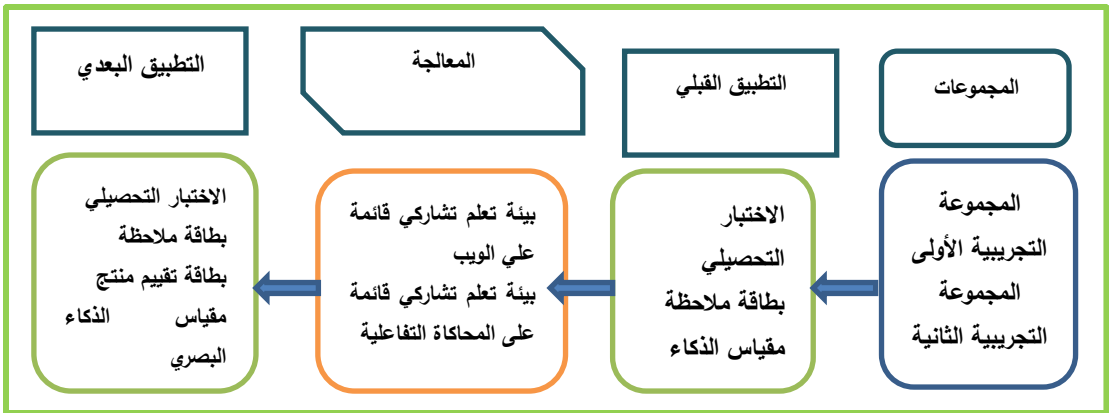 المجموعات
التطبيق القبلي
المعالجة
التطبيق البعدي
المجموعة
التجريبية الأولى
المجموعة
التجريبية الثانية
الاختبار
التحصيلي
بطاقة ملاحظة
مقياس الذكاء
بيئة تعلم تشاركي قائمة
علي الويب
بيئة تعلم تشاركي قائمة
على المحاكاة التفاعلية
الاختبار التحصيلي
بطاقة ملاحظة
بطاقة تقييم منتج
مقياس الذكاء
البصري